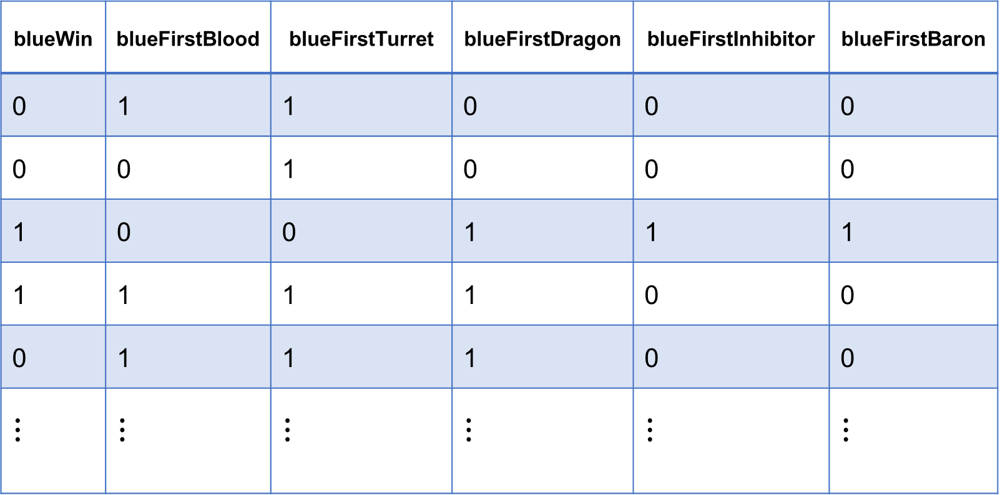 blueWin blueFirstBlood blueFirstTurret blueFirstDragon blueFirstInhibitor blueFirstBaron
0 1 1 0 0 0
0 0 1 0 0 0
1 0 0 1 1 1
1 1 1 1 0 0
0 1 1 1 0 0
⋮ ⋮ ⋮ ⋮ ⋮ ⋮